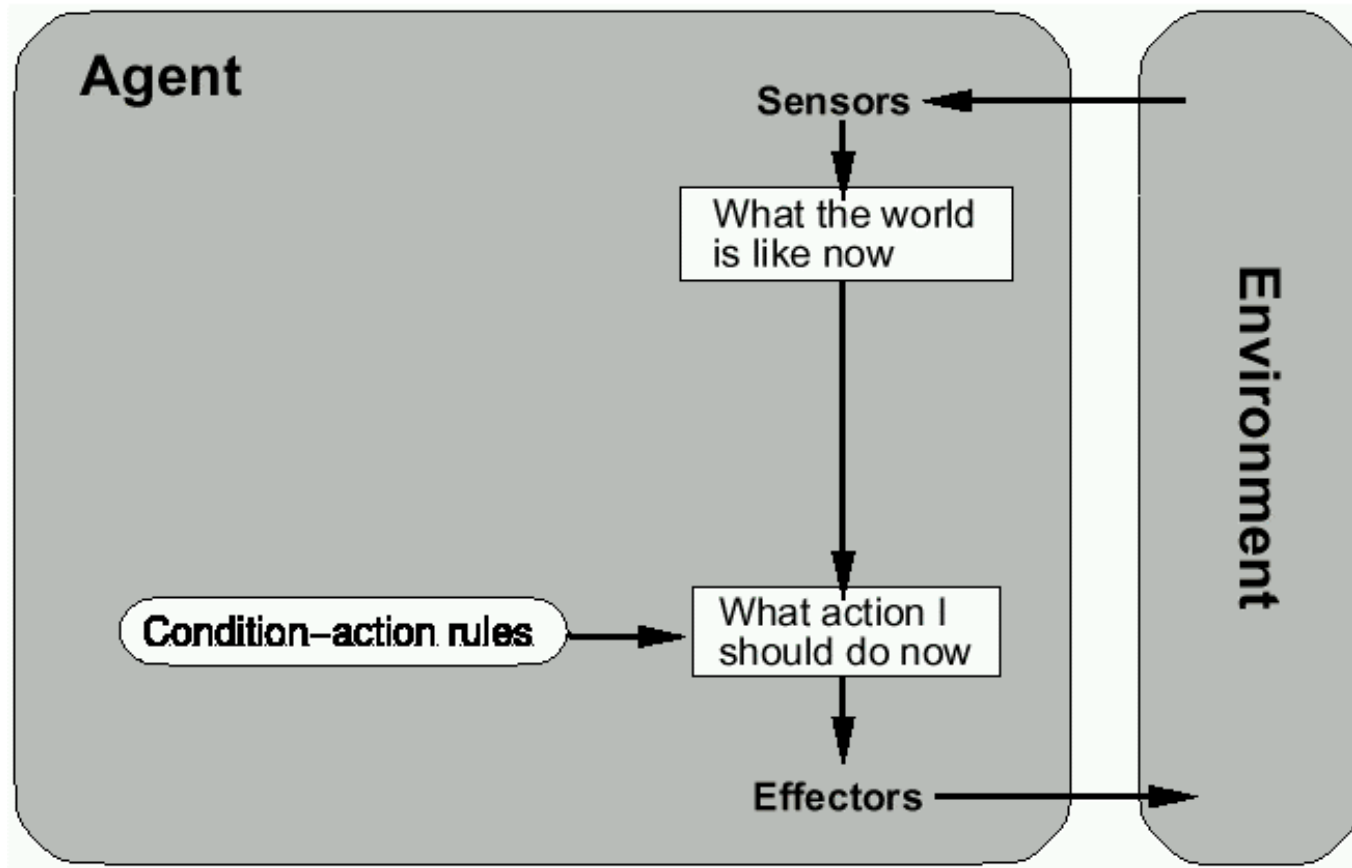 Agent
Sensors
What the world
is like now
Environment
Condition–action rules
What action I
should do now
Effectors